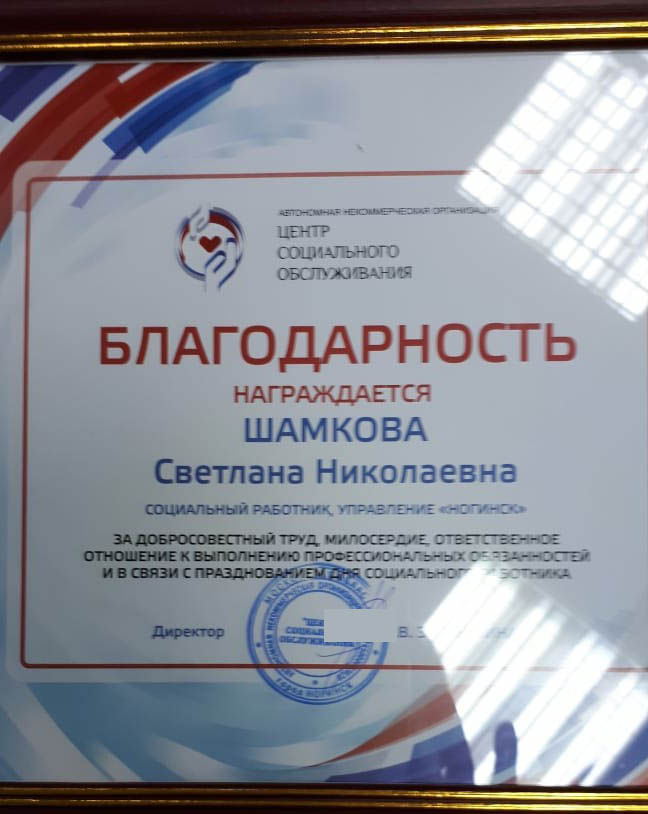 АВТОНОМНАЯ НЕКОММЕРЧЕСКАЯ ОРГАНИЗАЦИЯ
ЦЕНТР
СОЦИАЛЬНОГО
ОБСЛУЖИВАНИЯ
БЛАГОДАРНОСТЬ
НАГРАЖДАЕТСЯ
ШАМКОВА
Светлана Николаевна
СОЦИАЛЬНЫЙ РАБОТНИК, УПРАВЛЕНИЕ «НОГИНСК»
ЗА ДОБРОСОВЕСТНЫЙ ТРУД, МИЛОСЕРДИЕ, ОТВЕТСТВЕННОЕ
ОТНОШЕНИЕ К ВЫПОЛНЕНИЮ ПРОФЕССИОНАЛЬНЫХ ОБЯЗАННОСТЕЙ
И В СВЯЗИ С ПРАЗДНОВАНИЕМ ДНЯ СОЦИАЛЬНОГО РАБОТНИКА
Директор
В.